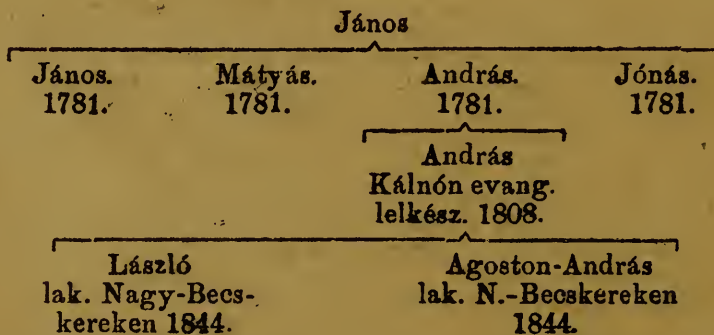 János
János. Mátyás. András. Jónás.
1781. 1781. 1781. 1781.
András
Kálnón evang.
lelkész. 1808.
László Agoston-András
lak. Nagy-Becs- lak. N.-Becskereken
kereken 1844. 1844.